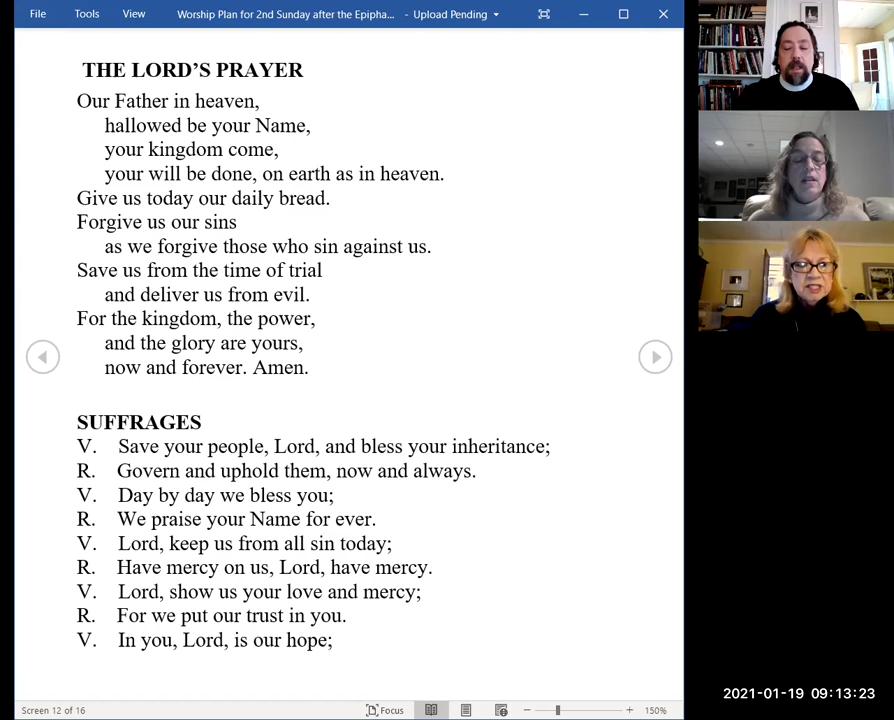 File Tools View Worship Plan for 2nd Sunday after the Epipha... - Upload Pending
THE LORD'S PRAYER
Our Father in heaven,
hallowed be your Name,
your kingdom come,
your will be done, on earth as in heaven.
Give us today our daily bread.
Forgive us our sins
as we forgive those who sin against us.
Save us from the time of trial
and deliver us from evil.
For the kingdom, the power,
and the glory are yours,
now and forever. Amen.
SUFFRAGES
V. Save your people, Lord, and bless your inheritance;
R. Govern and uphold them, now and always.
V. Day by day we bless you;
R. We praise your Name for ever.
V. Lord, keep us from all sin today;
R. Have mercy on us, Lord, have mercy.
V. Lord, show us your love and mercy;
R. For we put our trust in you.
V. In you, Lord, is our hope;
2021-01-19 09:13:23
Screen 12 of 16 Focus 150%